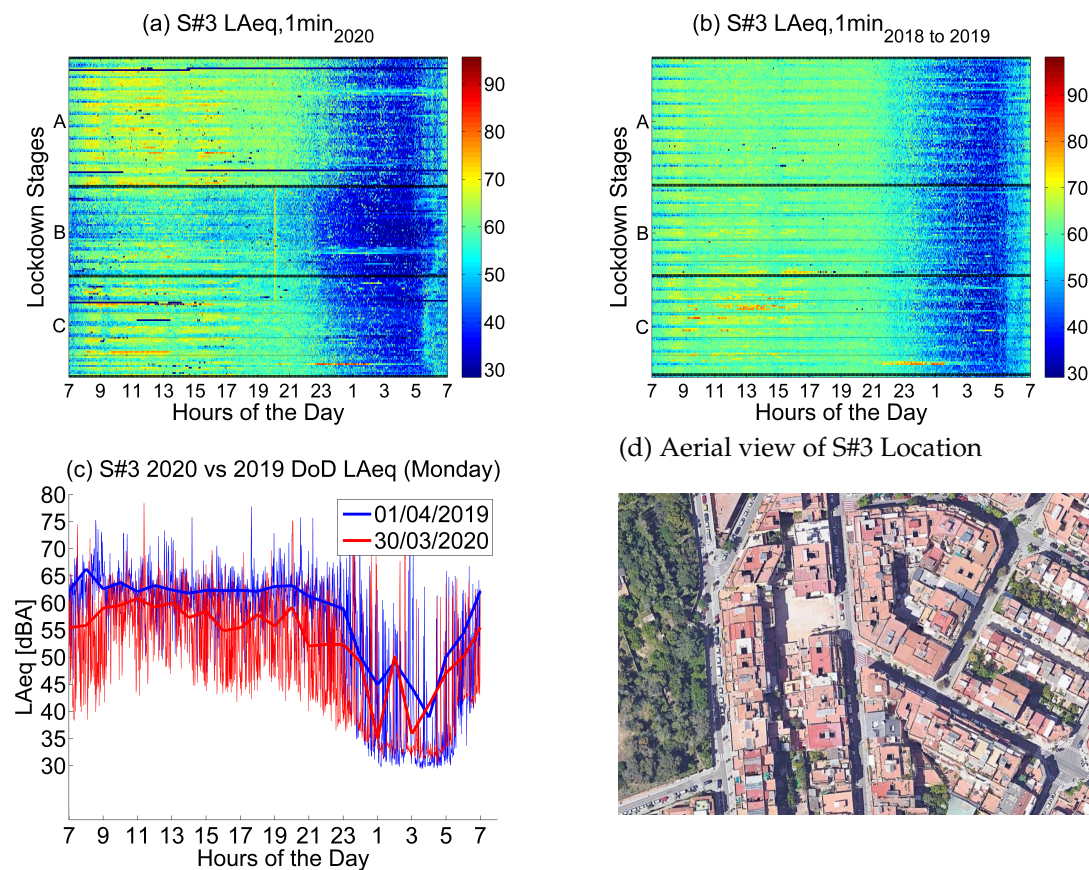 (a) S#3 LAeq,1min2020
90
80
70
60
50
40
30
A
B
C
Lockdown Stages
7 9 11 13 15 17 19 21 23 1 3 5 7
Hours of the Day
(b) S#3 LAeq,1min2018 to 2019
90
80
70
60
50
40
30
A
B
C
Lockdown Stages
7 9 11 13 15 17 19 21 23 1 3 5 7
Hours of the Day
(c) S#3 2020 vs 2019 DoD LAeq (Monday)
80
75
70
65
60
55
50
45
40
35
30
LAeq [dBA]
01/04/2019
30/03/2020
7 9 11 13 15 17 19 21 23 1 3 5 7
Hours of the Day
(d) Aerial view of S#3 Location